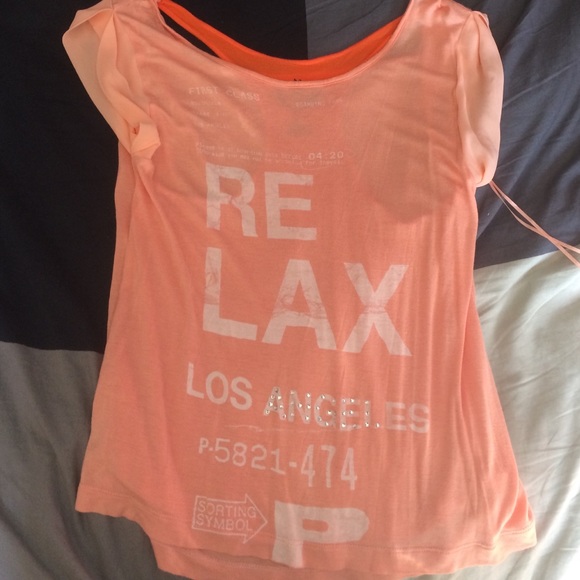 FIRST CLASS
04:20
RE
LAX
LOS ANGELES
P-5821-474
SORTING
SYMBOL
P